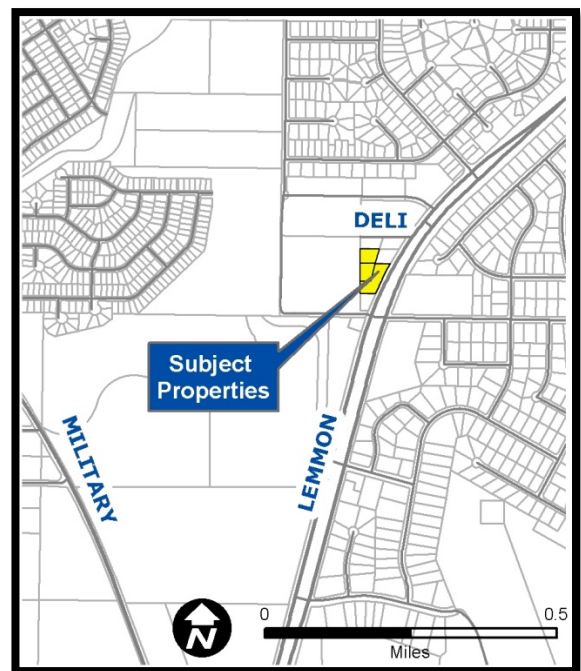 DELI
Subject
Properties
MILITARY
LEMMON
N
0 0.5
Miles